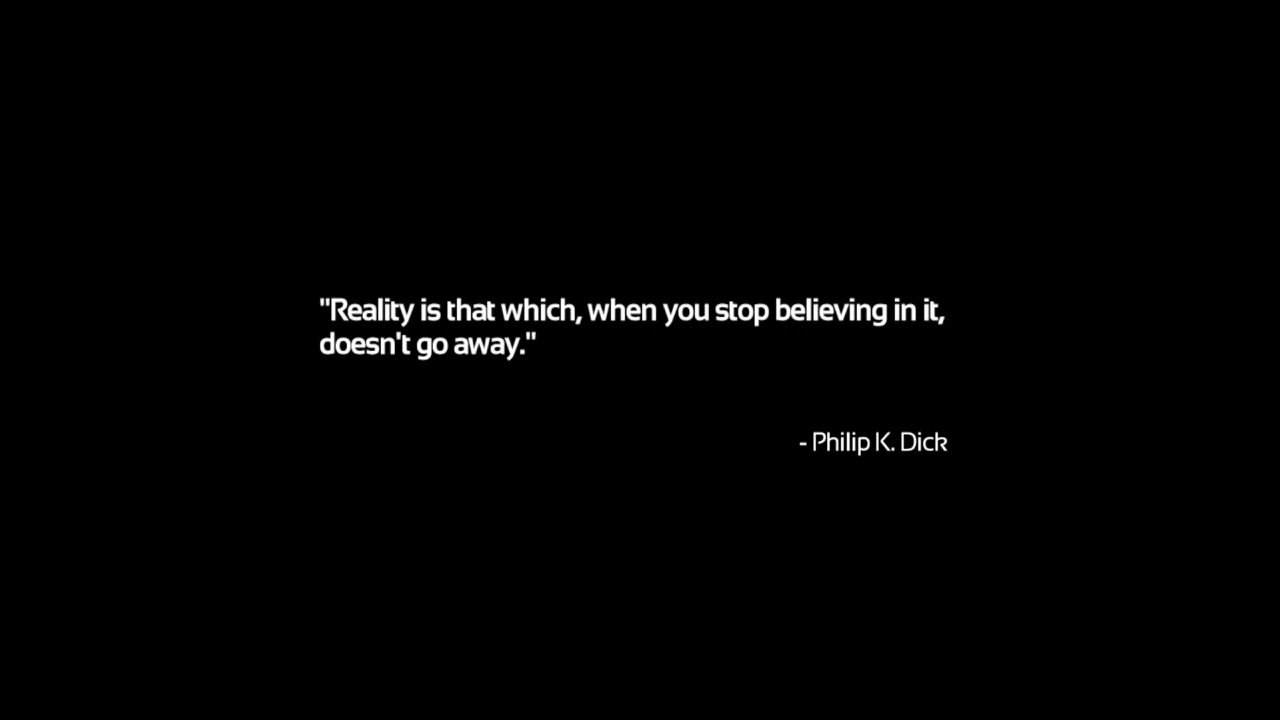 "Reality is that which, when you stop believing in it,
doesn't go away."
- Philip K. Dick